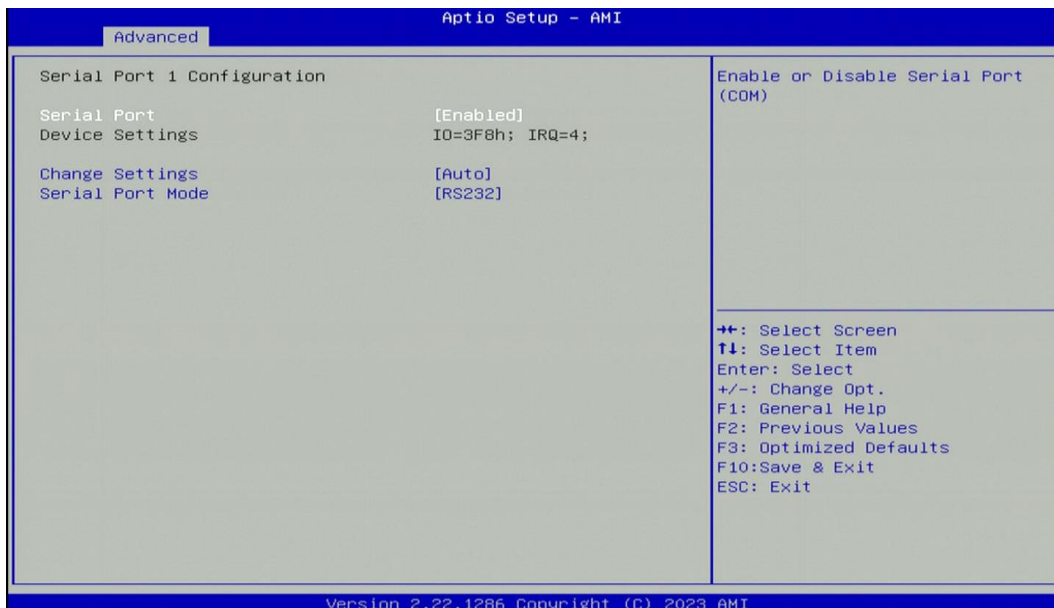 Aptio Setup – AMI
Advanced
Serial Port 1 Configuration
Serial Port [Enabled]
Device Settings IO=3F8h; IRQ=4;
Change Settings [Auto]
Serial Port Mode [RS232]
Enable or Disable Serial Port
(COM)
→←: Select Screen
↑↓: Select Item
Enter: Select
+/-: Change Opt.
F1: General Help
F2: Previous Values
F3: Optimized Defaults
F10:Save & Exit
ESC: Exit
Version 2.22.1286 Copyright (C) 2023 AMI